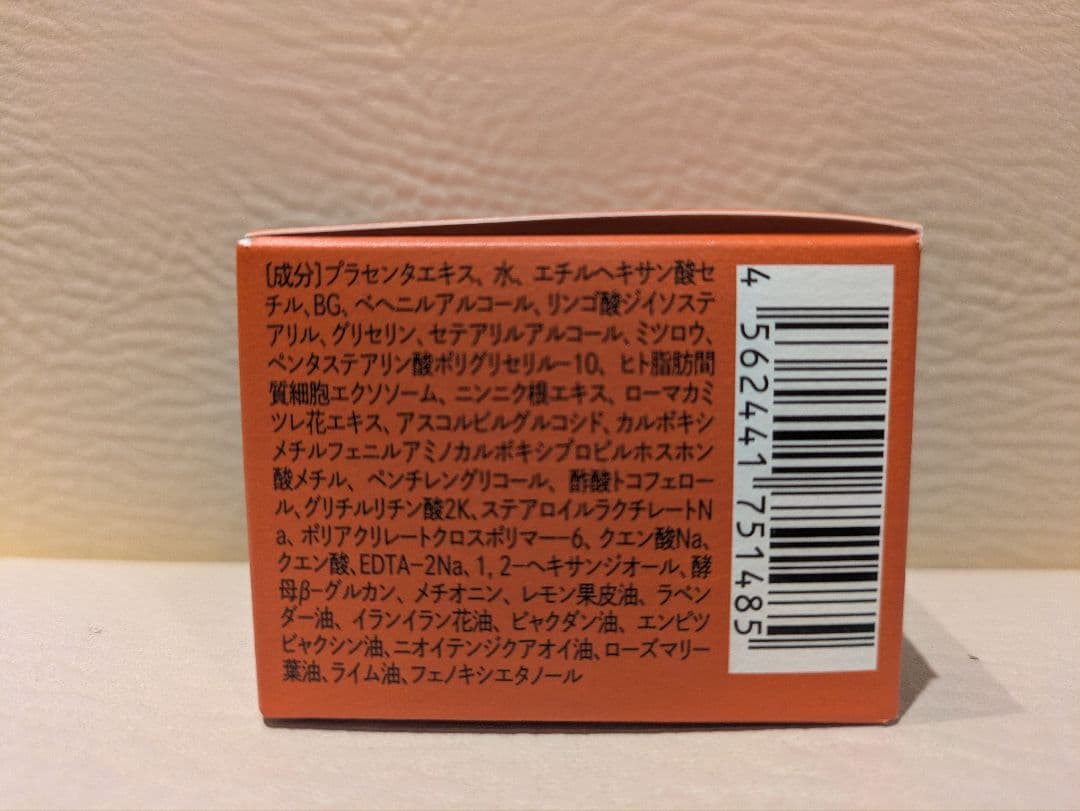 [成分]プラセンタエキス、水、エチルヘキサン酸セ
チル、BG、ベヘニルアルコール、リンゴ酸ジイソステ
アリル、グリセリン、セテアリルアルコール、ミツロウ、
ペンタステアリン酸ポリグリセリル-10、ヒト脂肪間
質細胞エクソソーム、ニンニク根エキス、ローマカミ
ツレ花エキス、アスコルビルグルコシド、カルボキシ
メチルフェニルアミノカルボキシプロピルホスホン
酸メチル、ペンチレングリコール、酢酸トコフェロー
ル、グリチルリチン酸2K、ステアロイルラクチレートN
a、ポリアクリレートクロスポリマー-6、クエン酸Na、
クエン酸、EDTA-2Na、1,2-ヘキサンジオール、酵
母β-グルカン、メチオニン、レモン果皮油、ラベン
ダー油、イランイラン花油、ビャクダン油、エンピツ
ビャクシン油、ニオイテンジクアオイ油、ローズマリー
葉油、ライム油、フェノキシエタノール
4 562441 751485